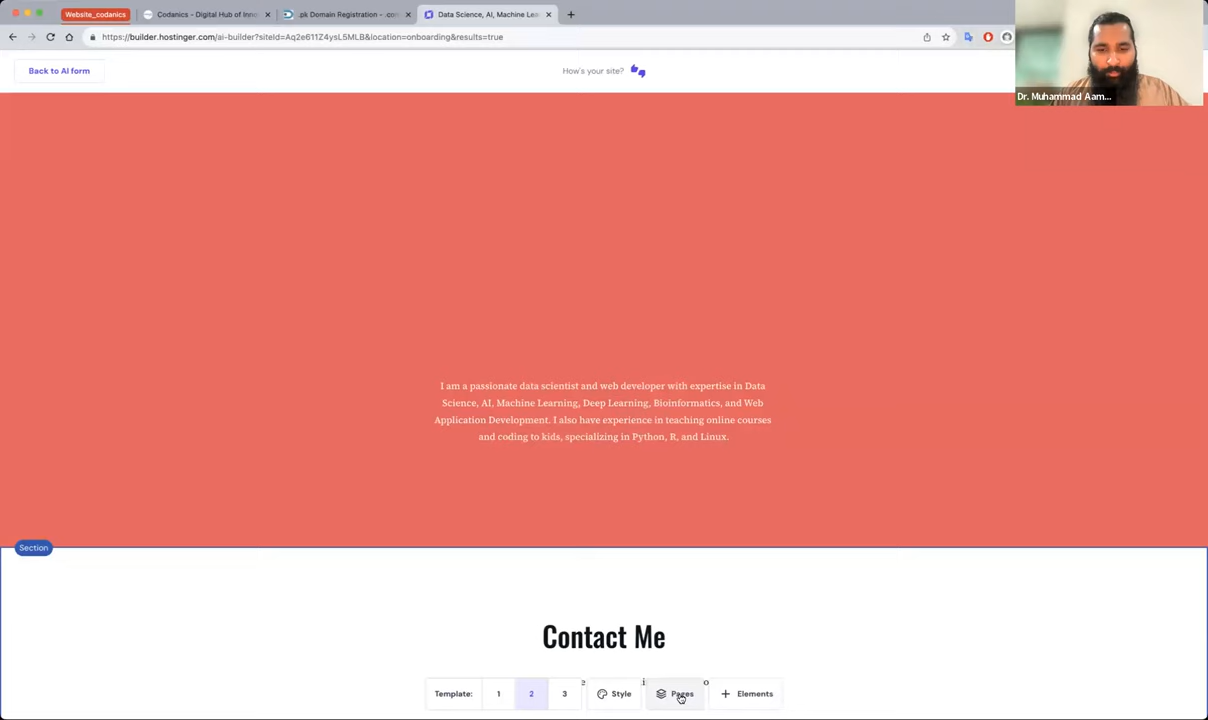 Website_codanics
Codanics - Digital Hub of Inno
.pk Domain Registration - .con
Data Science, AI, Machine Lea
https://builder.hostinger.com/ai-builder?siteId=Aq2e611Z4ysL5MLB&location=onboarding&results=true
Dr. Muhammad Aam...
Back to AI form
How's your site?
I am a passionate data scientist and web developer with expertise in Data
Science, AI, Machine Learning, Deep Learning, Bioinformatics, and Web
Application Development. I also have experience in teaching online courses
and coding to kids, specializing in Python, R, and Linux.
Section
Contact Me
Template:
1
2
3
Style
Pages
Elements